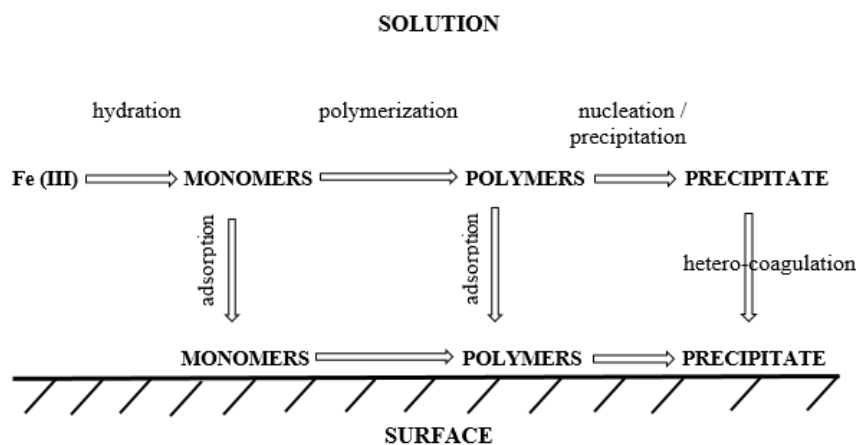 SOLUTION
hydration
polymerization
nucleation /
precipitation
Fe (III)
MONOMERS
POLYMERS
PRECIPITATE
adsorption
adsorption
hetero-coagulation
MONOMERS
POLYMERS
PRECIPITATE
SURFACE